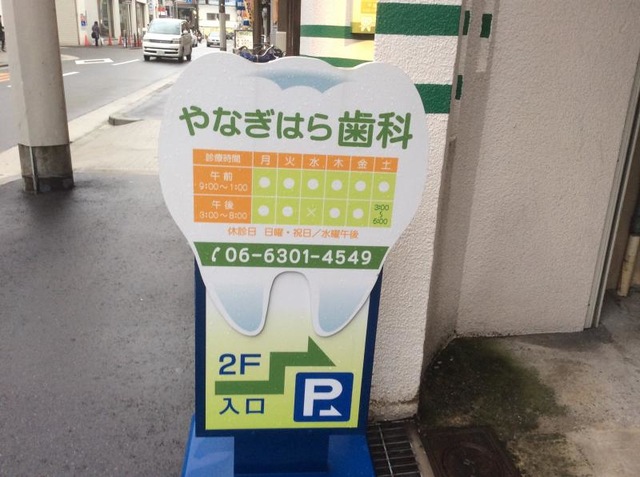 やなぎはら歯科
診療時間 月 火 水 木 金 土
午前 9:00～1:00 ● ● ● ● ● ●
午後 3:00～8:00 ● ● × ● ● 3:00～6:00
休診日 日曜・祝日／水曜午後
06-6301-4549
2F
入口
P